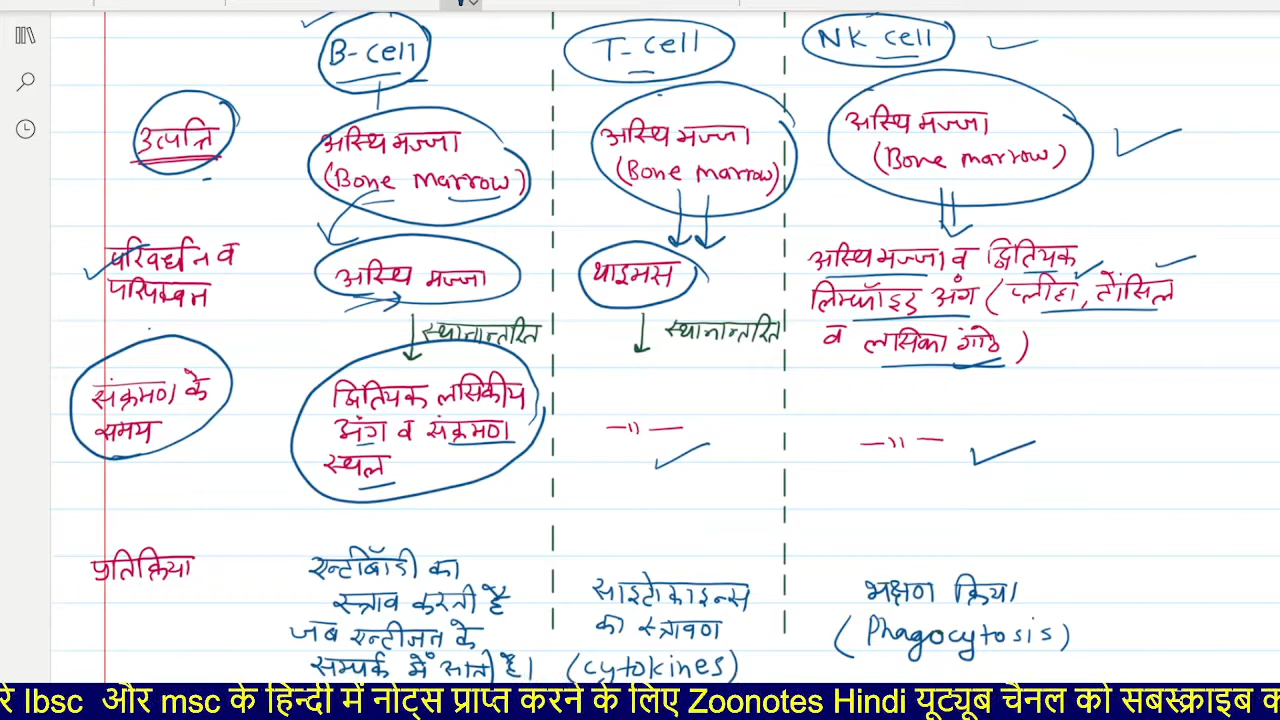 B-cell
T-cell
NK cell
उत्पत्ति
अस्थि मज्जा
(Bone marrow)
अस्थि मज्जा
(Bone marrow)
अस्थि मज्जा
(Bone marrow)
परिवर्धन व
परिपक्वन
अस्थि मज्जा
थाइमस
अस्थि मज्जा व द्वितियक
लिम्फॉइड अंग (प्लीहा, टॉंसिल
व लसिका गांठे)
स्थानान्तरित
स्थानान्तरित
संक्रमण के
समय
द्वितियक लसिकीय
अंग व संक्रमण
स्थल
—॥—
—॥—
प्रतिक्रिया
एन्टीबॉडी का
स्त्राव करती है
जब एन्टीजन के
सम्पर्क में आती है।
साइटोकाइन्स
का स्त्रावण
(cytokines)
भक्षण क्रिया
(Phagocytosis)
रे Ibsc और msc के हिन्दी में नोट्स प्राप्त करने के लिए Zoonotes Hindi यूट्यूब चैनल को सबस्क्राइब क